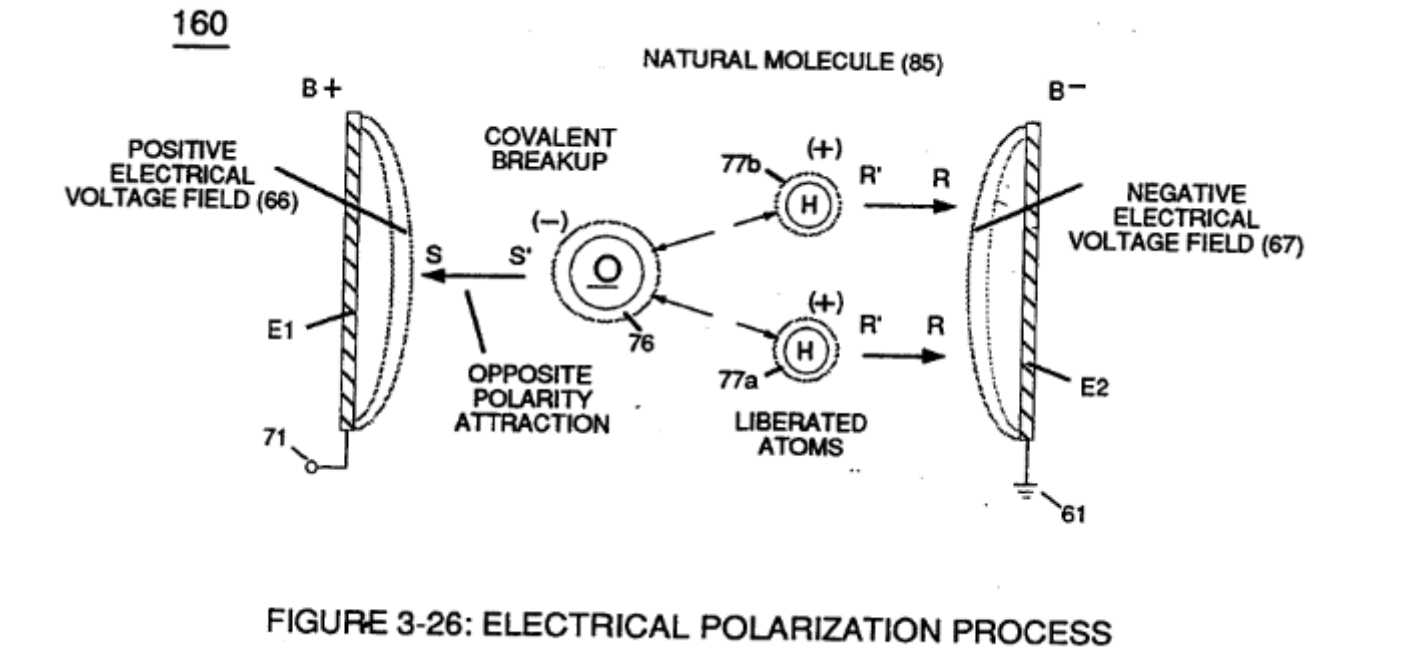 160
NATURAL MOLECULE (85)
B+
B-
POSITIVE
ELECTRICAL
VOLTAGE FIELD (66)
COVALENT
BREAKUP
77b
(+)
H
R'
R
NEGATIVE
ELECTRICAL
VOLTAGE FIELD (67)
(-)
S
S'
O
76
E1
77a
(+)
H
R'
R
E2
OPPOSITE
POLARITY
ATTRACTION
LIBERATED
ATOMS
71
61
FIGURE 3-26: ELECTRICAL POLARIZATION PROCESS